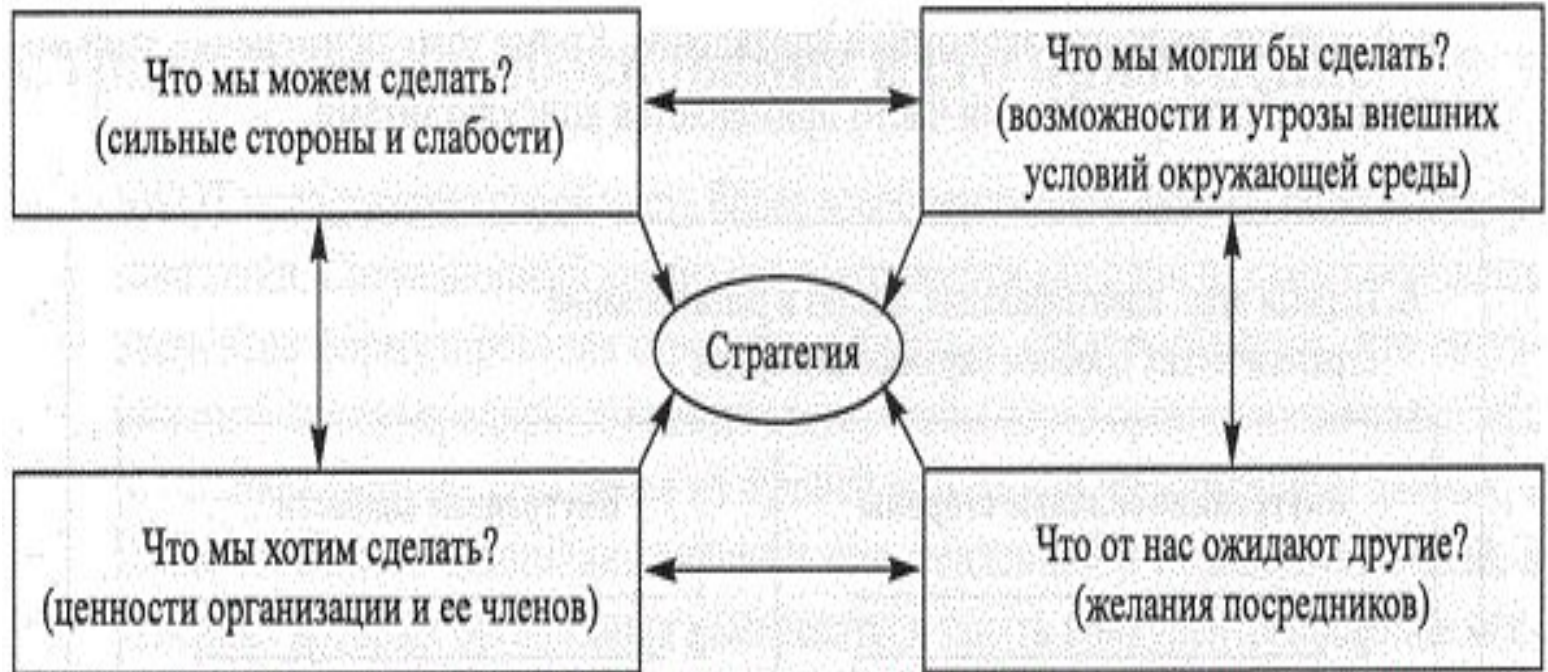 Что мы можем сделать?
(сильные стороны и слабости)
Что мы могли бы сделать?
(возможности и угрозы внешних
условий окружающей среды)
Стратегия
Что мы хотим сделать?
(ценности организации и ее членов)
Что от нас ожидают другие?
(желания посредников)